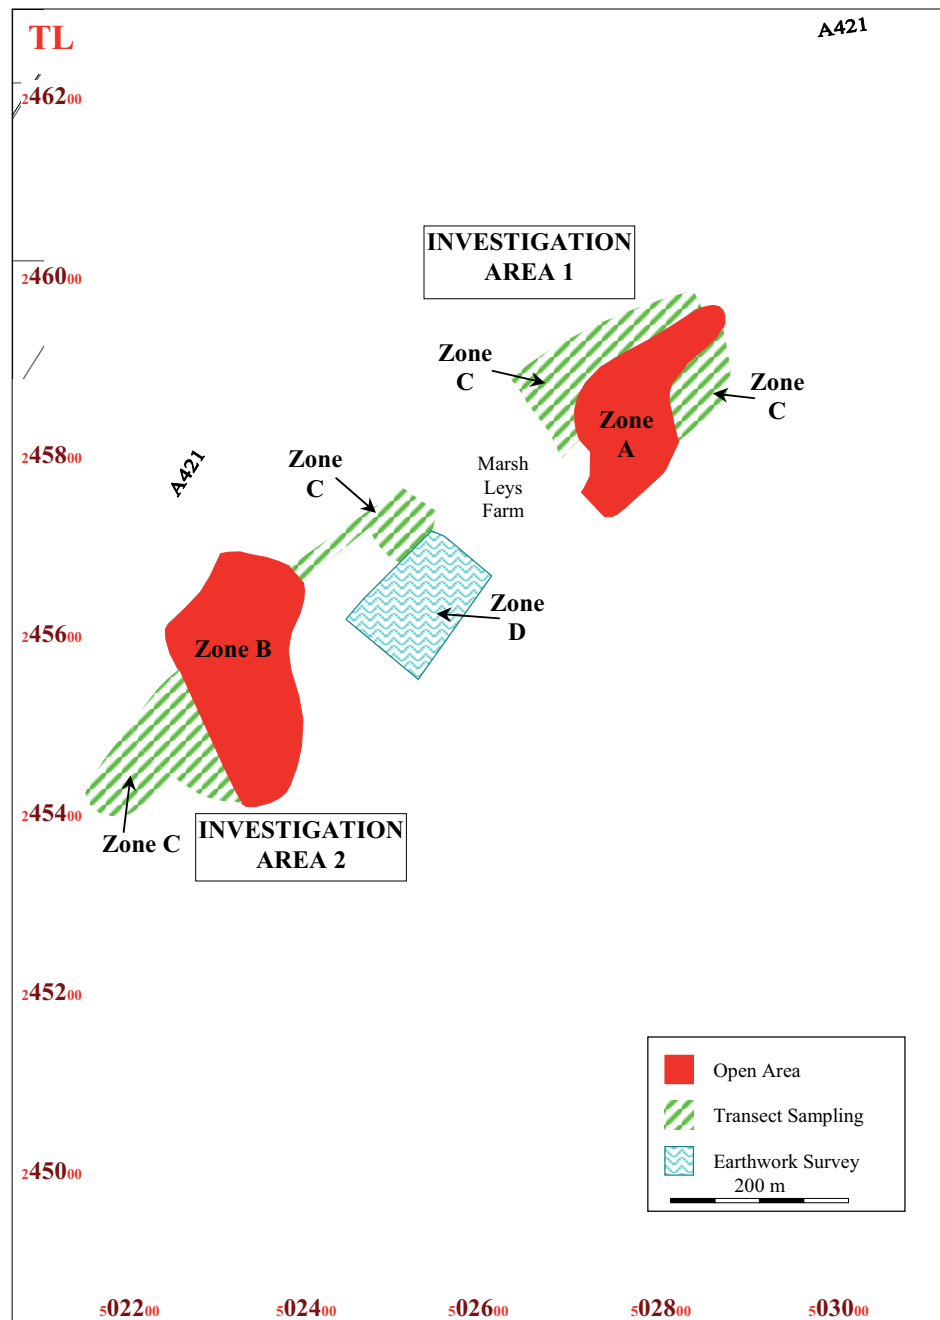 TL
A421
246200
INVESTIGATION
AREA 1
246000
Zone
C
Zone
C
Zone
A
245800
A421
Zone
C
Marsh
Leys
Farm
Zone
D
245600
Zone B
245400
Zone C
INVESTIGATION
AREA 2
245200
Open Area
Transect Sampling
Earthwork Survey
200 m
245000
502200
502400
502600
502800
503000